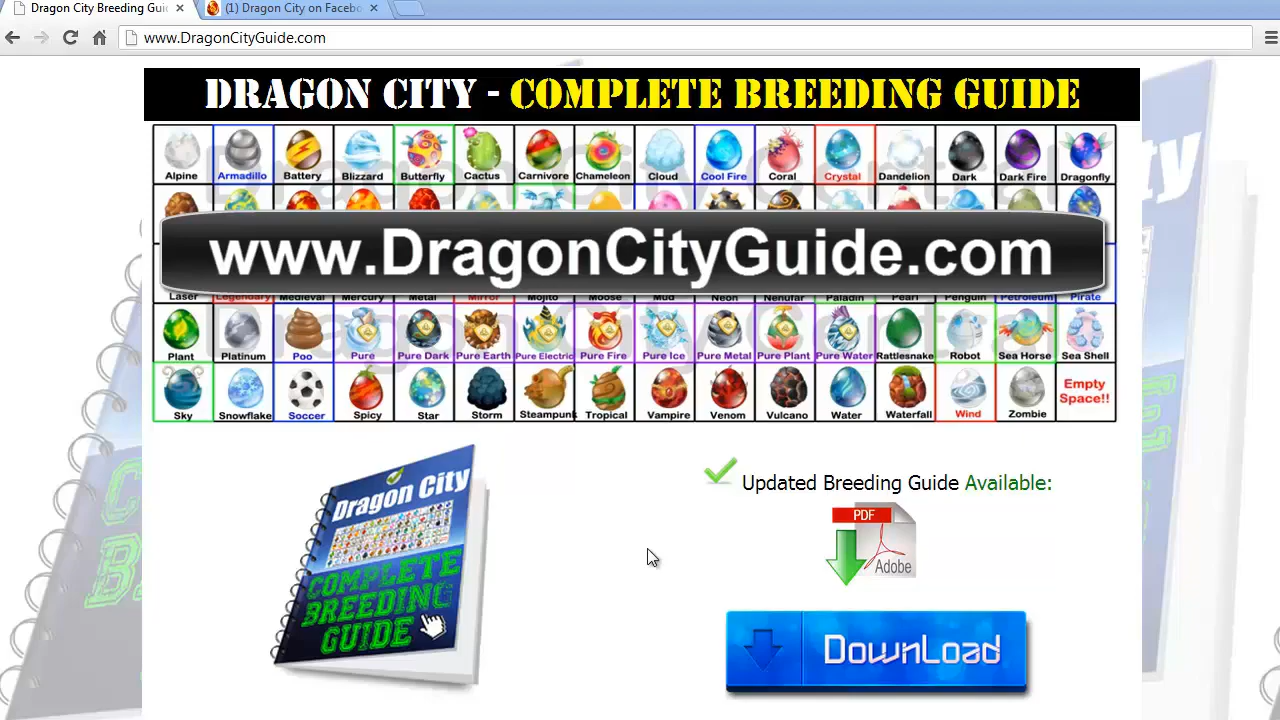 Dragon City Breeding Guid
(1) Dragon City on Facebo
www.DragonCityGuide.com
DRAGON CITY - COMPLETE BREEDING GUIDE
Alpine Armadillo Battery Blizzard Butterfly Cactus Carnivore Chameleon Cloud Cool Fire Coral Crystal Dandelion Dark Dark Fire Dragonfly
www.DragonCityGuide.com
Laser Legendary Medieval Mercury Metal Mirror Mojito Moose Mud Neon Nenufar Paladin Pearl Penguin Petroleum Pirate
Plant Platinum Poo Pure Pure Dark Pure Earth Pure Electric Pure Fire Pure Ice Pure Metal Pure Plant Pure Water Rattlesnake Robot Sea Horse Sea Shell
Sky Snowflake Soccer Spicy Star Storm Steampunk Tropical Vampire Venom Vulcano Water Waterfall Wind Zombie Empty
Space!!
Dragon City
COMPLETE
BREEDING
GUIDE
Updated Breeding Guide Available:
PDF
Adobe
DownLoad